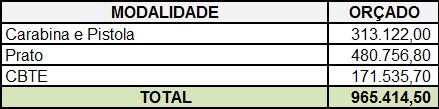 MODALIDADE ORÇADO
Carabina e Pistola 313.122,00
Prato 480.756,80
CBTE 171.535,70
TOTAL 965.414,50